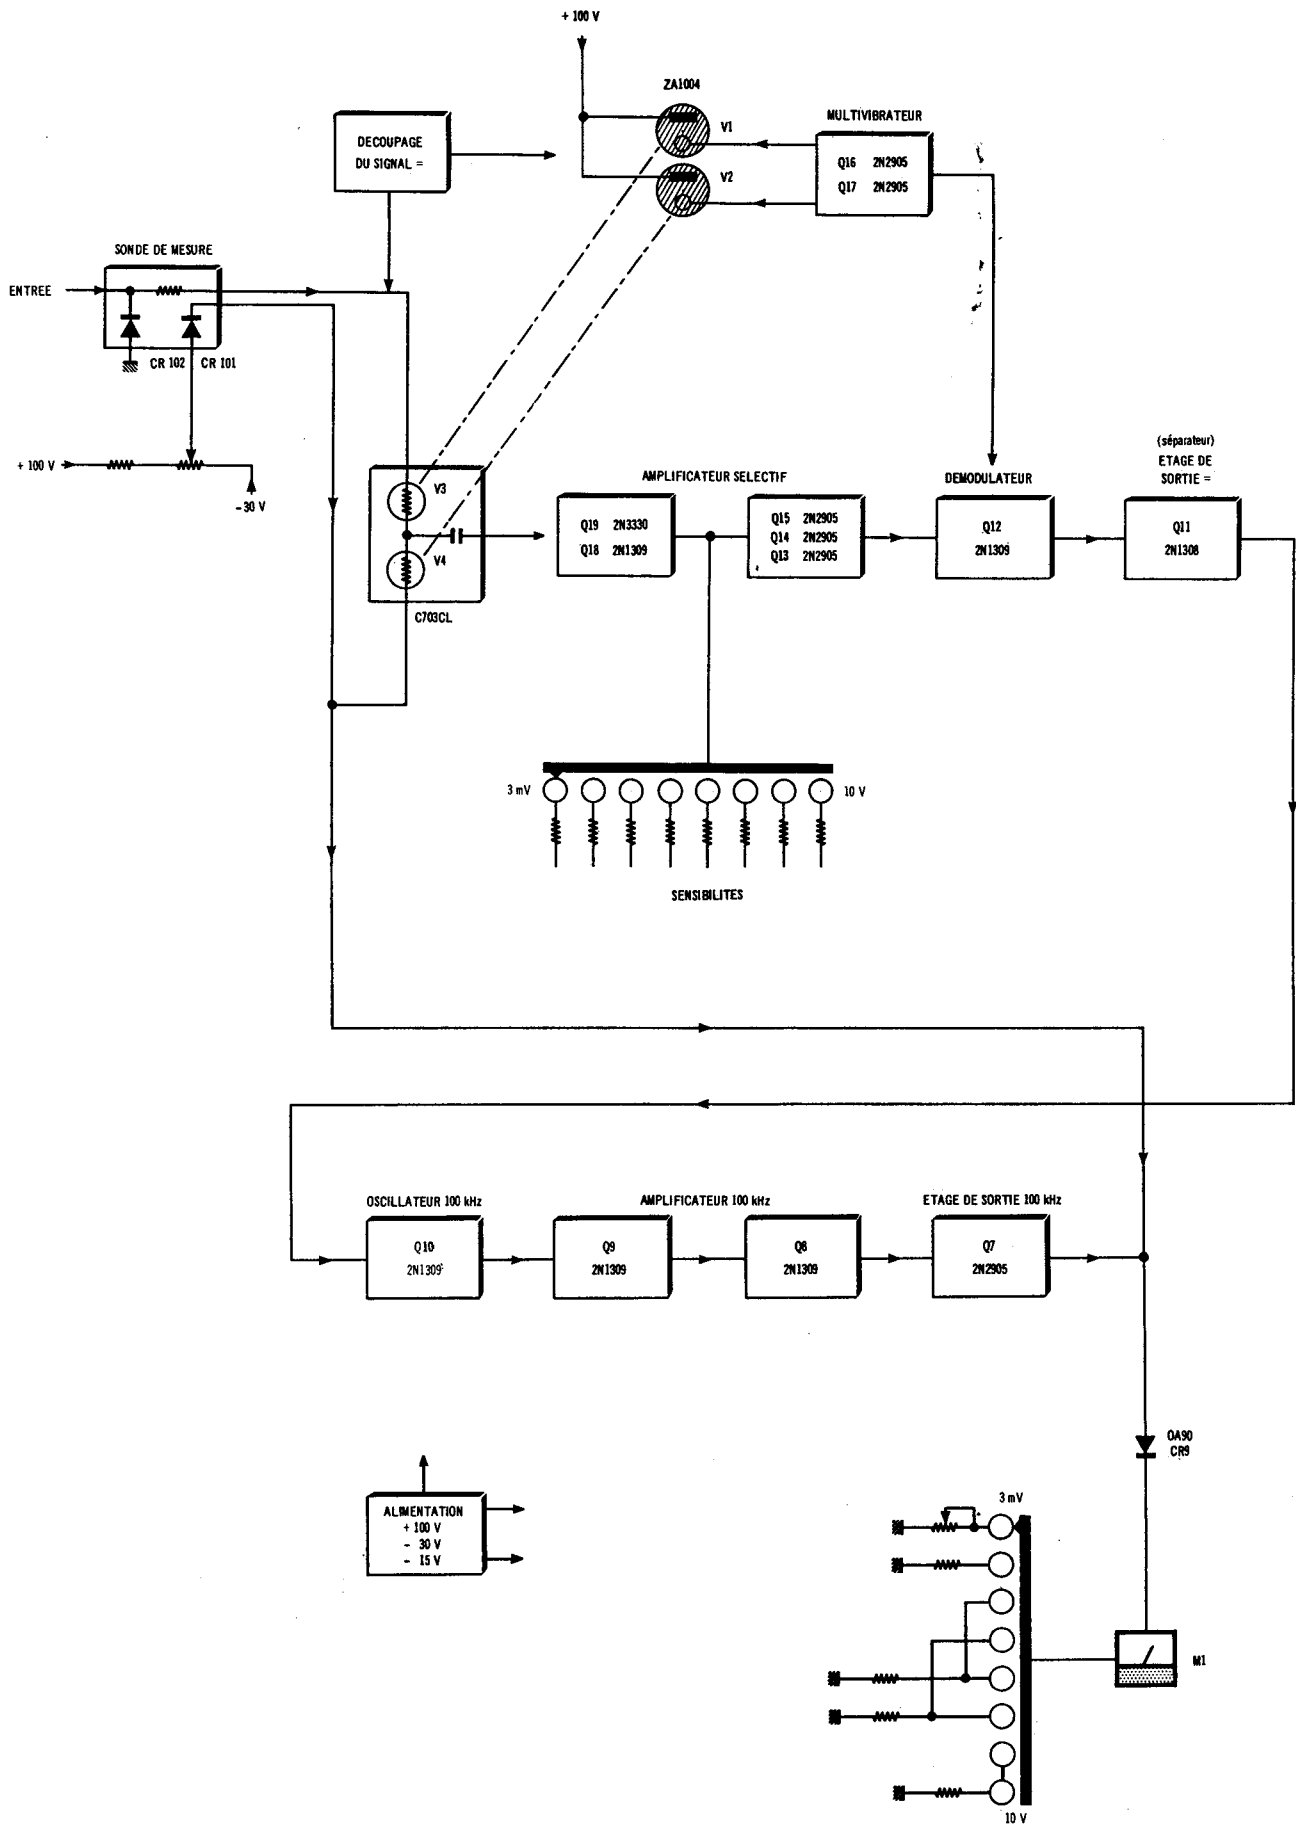 + 100 V
ZA1004
V1
V2
MULTIVIBRATEUR
Q16 2N2905
Q17 2N2905
DECOUPAGE
DU SIGNAL =
SONDE DE MESURE
ENTREE
CR 102 CR 101
+ 100 V
- 30 V
V3
V4
C703CL
AMPLIFICATEUR SELECTIF
Q19 2N3330
Q18 2N1309
Q15 2N2905
Q14 2N2905
Q13 2N2905
DEMODULATEUR
Q12
2N1309
(séparateur)
ETAGE DE
SORTIE =
Q11
2N1308
3 mV
10 V
SENSIBILITES
OSCILLATEUR 100 kHz
Q10
2N1309
AMPLIFICATEUR 100 kHz
Q9
2N1309
Q8
2N1309
ETAGE DE SORTIE 100 kHz
Q7
2N2905
OA90
CR9
ALIMENTATION
+ 100 V
- 30 V
- 15 V
3 mV
M1
10 V